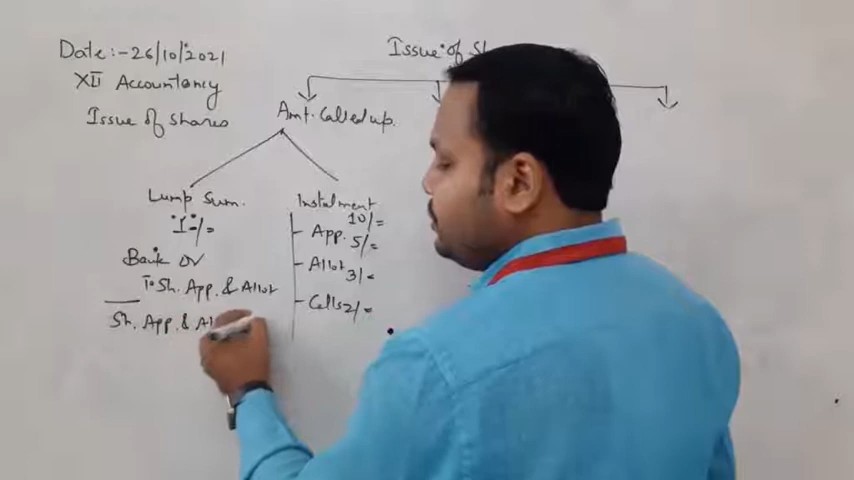 Date:-26/10/2021
XII Accountancy
Issue of Shares
Issue of Sh
Amt. Called up.
Lump Sum.
Bank Dr
To Sh. App. & Allot
Sh. App. & Al
Instalment
10/=
App. 5/=
Allot 3/=
Calls 2/=